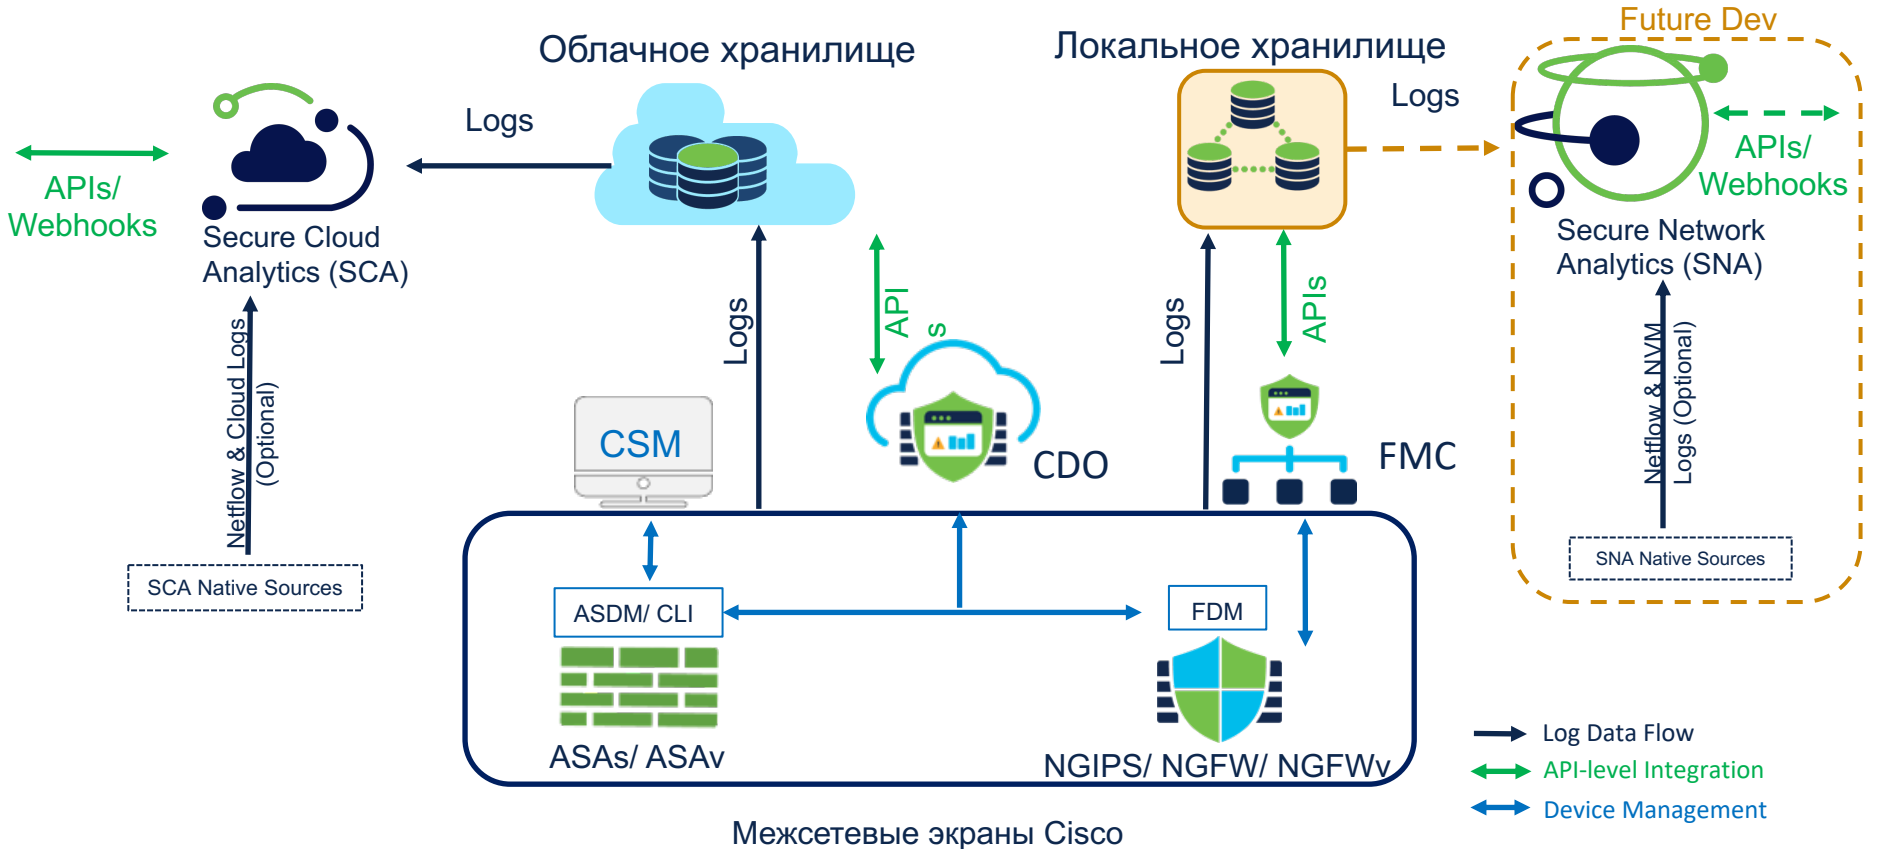 Future Dev
Облачное хранилище
Локальное хранилище
Logs
Logs
APIs/
Webhooks
APIs/
Webhooks
Secure Cloud
Analytics (SCA)
Secure Network
Analytics (SNA)
Logs
API
s
Logs
APIs
Netflow & Cloud Logs
(Optional)
Netflow & NVM
Logs (Optional)
CSM
CDO
FMC
SCA Native Sources
SNA Native Sources
ASDM/ CLI
FDM
ASAs/ ASAv
NGIPS/ NGFW/ NGFWv
Log Data Flow
API-level Integration
Device Management
Межсетевые экраны Cisco